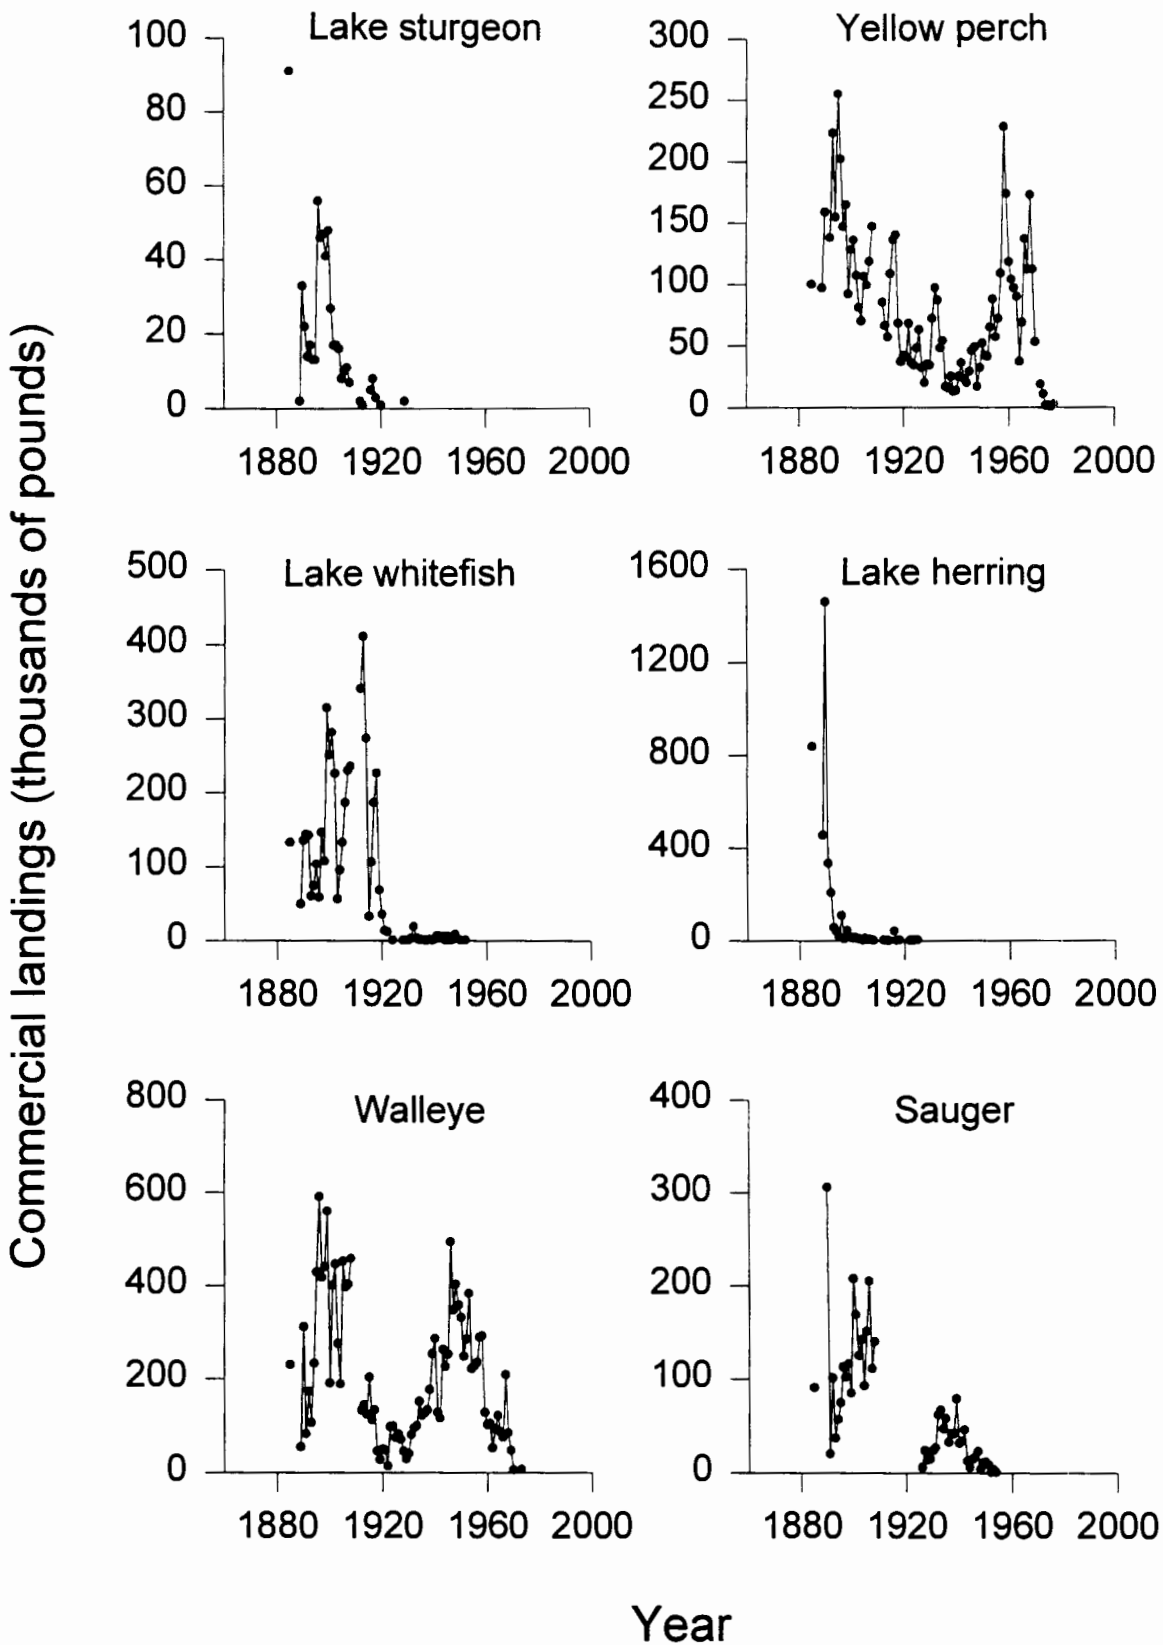 Commercial landings (thousands of pounds)
Lake sturgeon
100
80
60
40
20
0
1880 1920 1960 2000
Yellow perch
300
250
200
150
100
50
0
1880 1920 1960 2000
Lake whitefish
500
400
300
200
100
0
1880 1920 1960 2000
Lake herring
1600
1200
800
400
0
1880 1920 1960 2000
Walleye
800
600
400
200
0
1880 1920 1960 2000
Sauger
400
300
200
100
0
1880 1920 1960 2000
Year